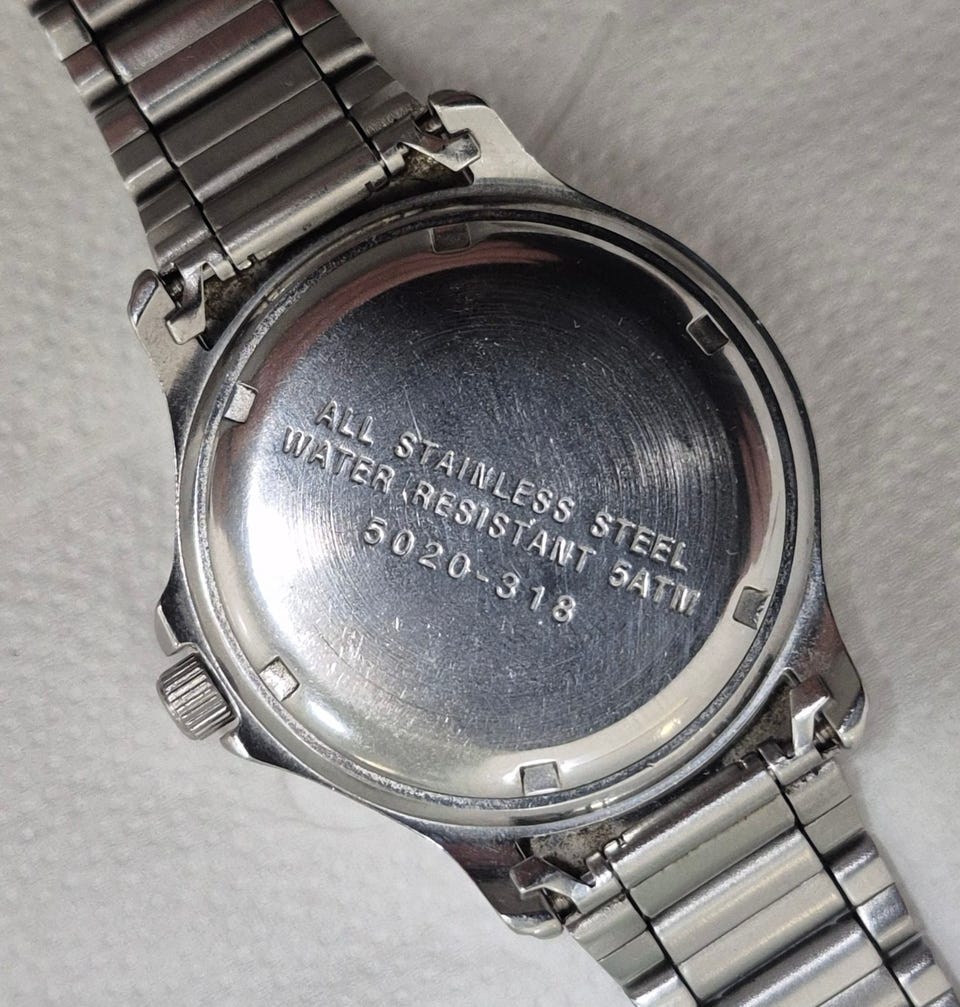 ALL STAINLESS STEEL
WATER RESISTANT 5ATM
5020-318